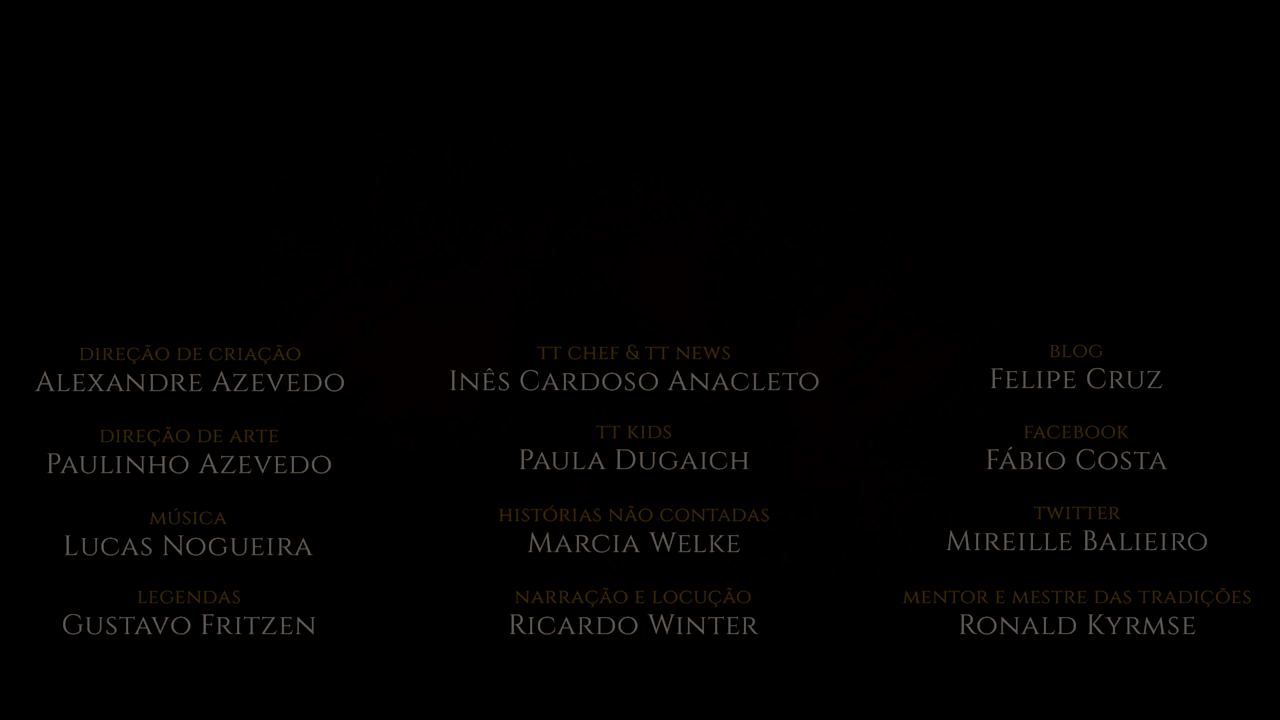 DIREÇÃO DE CRIAÇÃO
ALEXANDRE AZEVEDO
DIREÇÃO DE ARTE
PAULINHO AZEVEDO
MÚSICA
LUCAS NOGUEIRA
LEGENDAS
GUSTAVO FRITZEN
TT CHEF & TT NEWS
INÊS CARDOSO ANACLETO
TT KIDS
PAULA DUGAICH
HISTÓRIAS NÃO CONTADAS
MARCIA WELKE
NARRAÇÃO E LOCUÇÃO
RICARDO WINTER
BLOG
FELIPE CRUZ
FACEBOOK
FÁBIO COSTA
TWITTER
MIREILLE BALIEIRO
MENTOR E MESTRE DAS TRADIÇÕES
RONALD KYRMSE